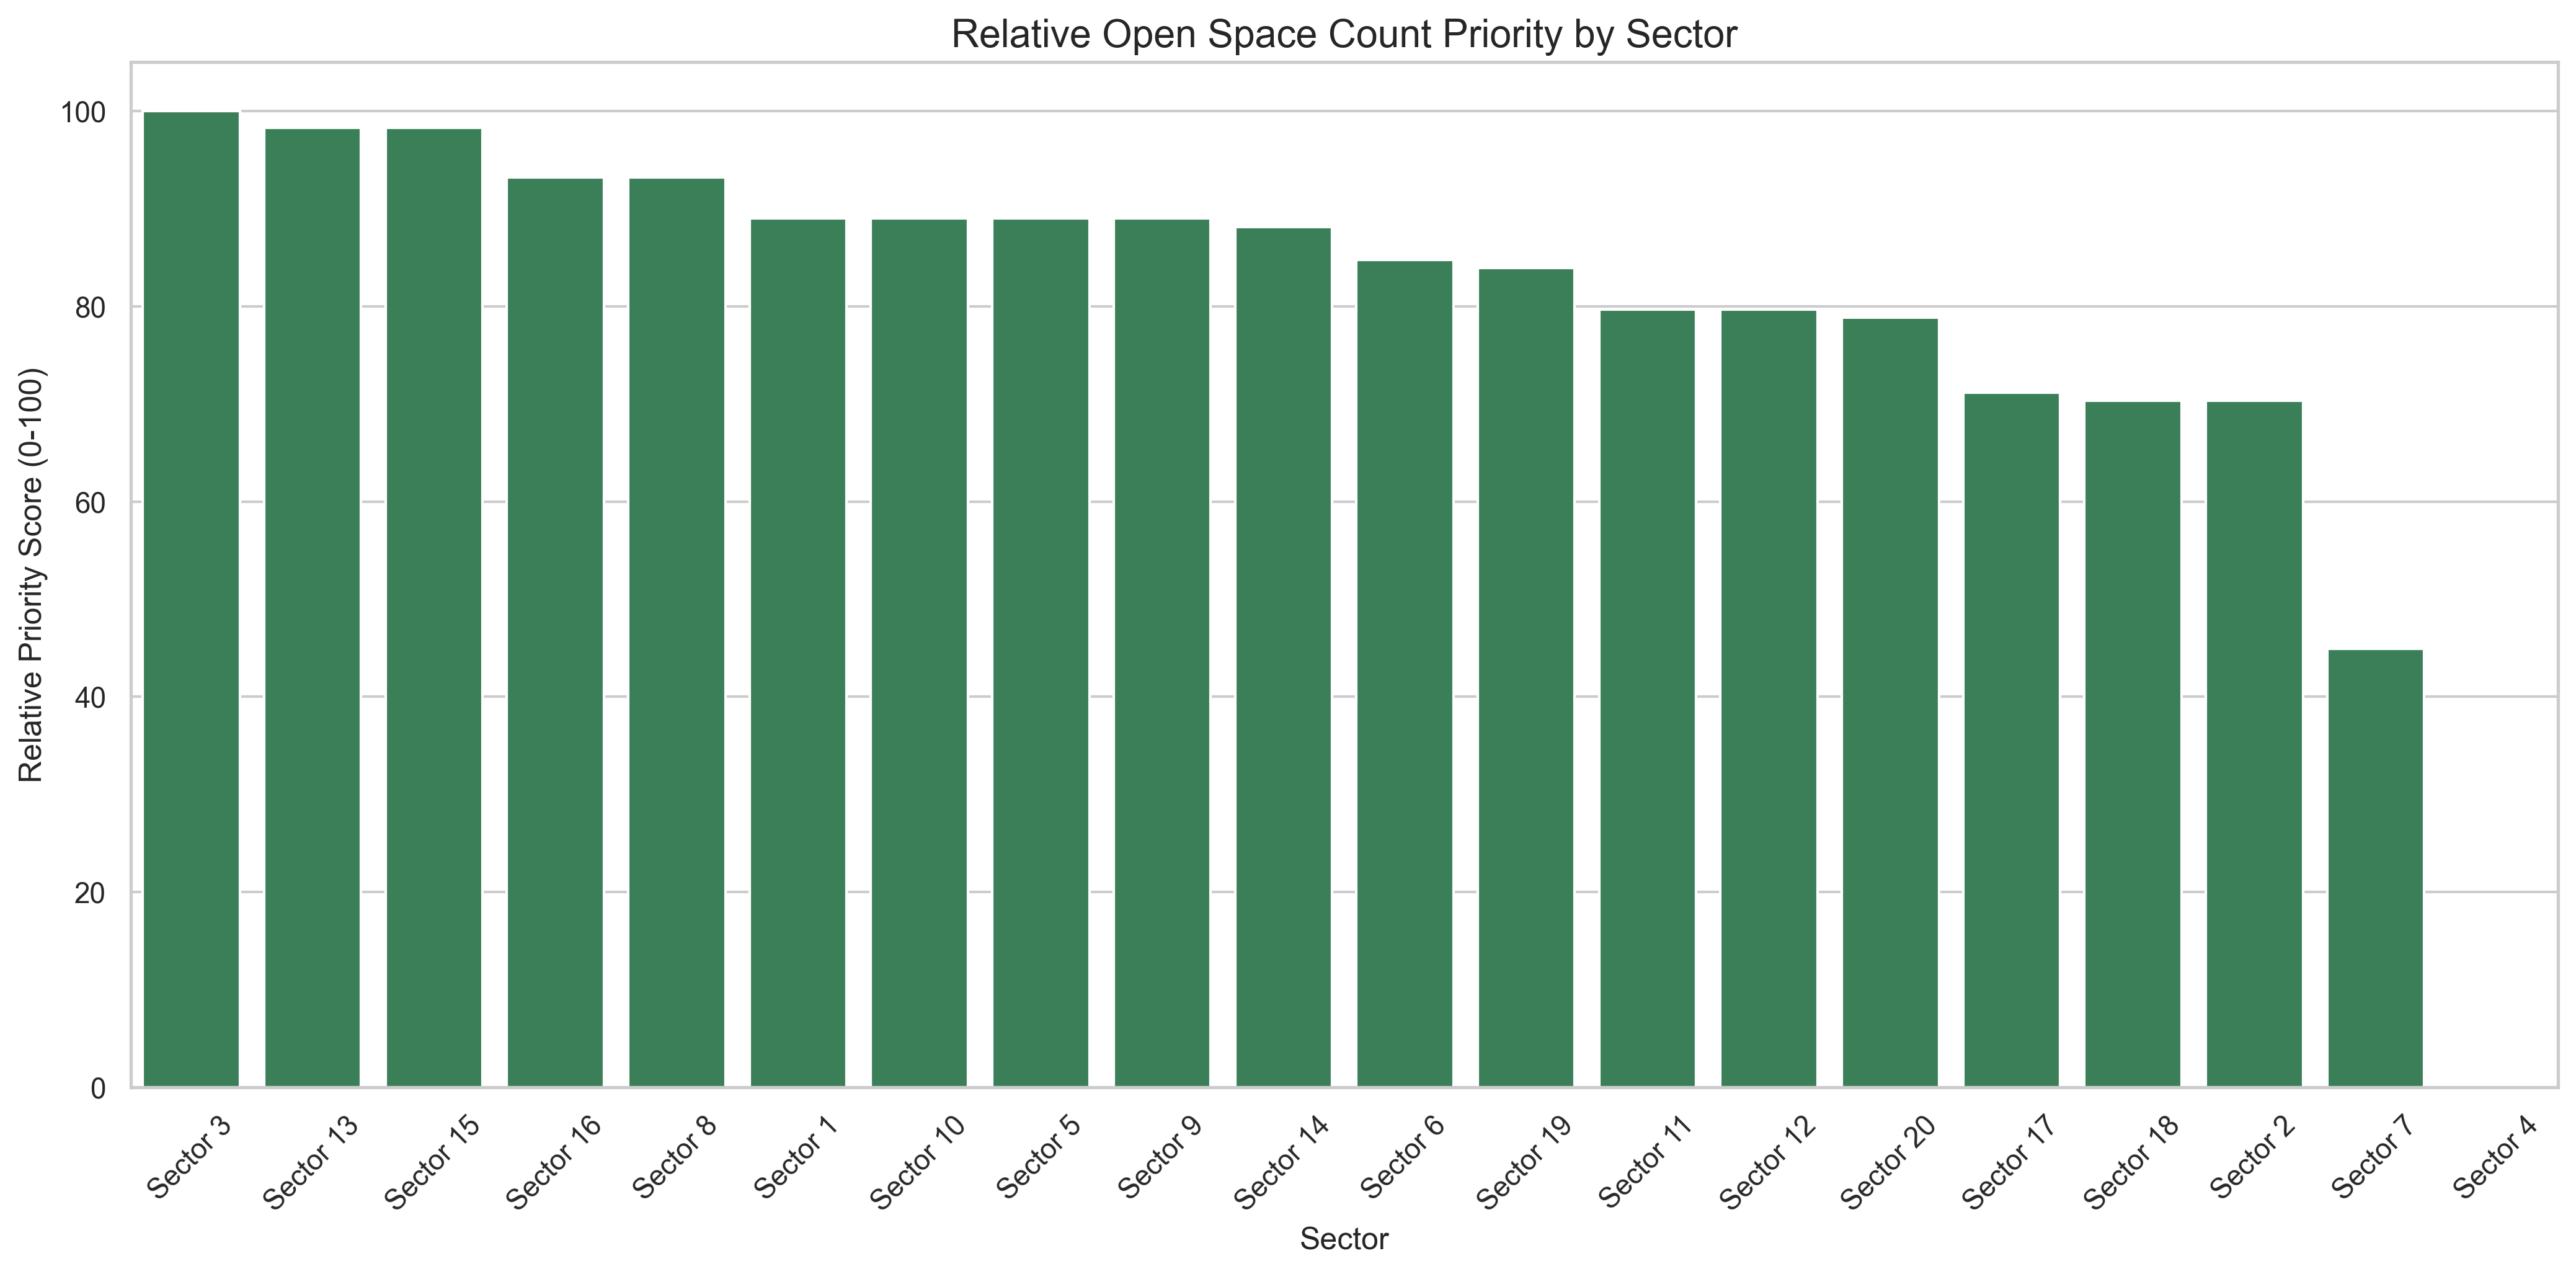 Relative Open Space Count Priority by Sector
Relative Priority Score (0-100)
100
80
60
40
20
0
Sector 3
Sector 13
Sector 15
Sector 16
Sector 8
Sector 1
Sector 10
Sector 5
Sector 9
Sector 14
Sector 6
Sector 19
Sector 11
Sector 12
Sector 20
Sector 17
Sector 18
Sector 2
Sector 7
Sector 4
Sector